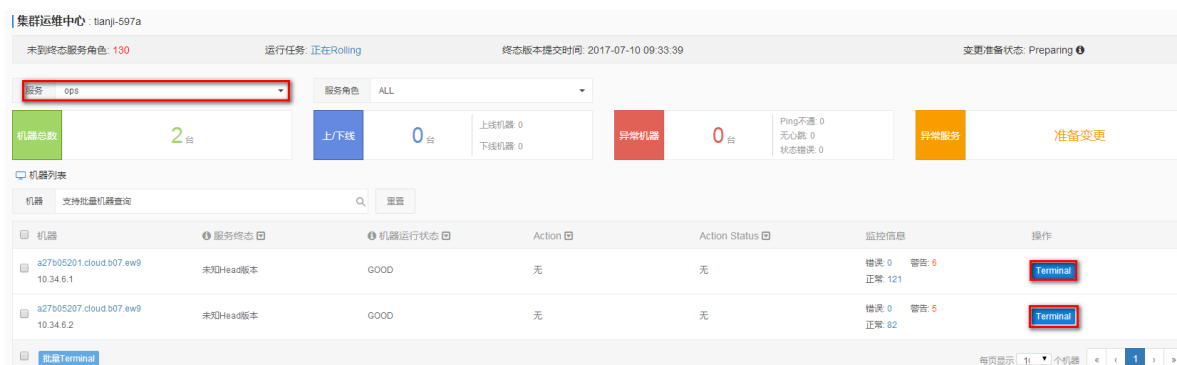 集群运维中心 : tianji-597a
未到终态服务角色: 130 运行任务: 正在Rolling 终态版本提交时间: 2017-07-10 09:33:39 变更准备状态: Preparing
服务 ops 服务角色 ALL
机器总数 2 台 上/下线 0 台 上线机器: 0 下线机器: 0 异常机器 0 台 Ping不通: 0 无心跳: 0 状态错误: 0 异常服务 准备变更
机器列表
机器 支持批量机器查询 重置
机器 服务终态 机器运行状态 Action Action Status 监控信息 操作
a27b05201.cloud.b07.ew9 未知Head版本 GOOD 无 无 错误: 0 警告: 6 Terminal
10.34.6.1 正常: 121
a27b05207.cloud.b07.ew9 未知Head版本 GOOD 无 无 错误: 0 警告: 5 Terminal
10.34.6.2 正常: 82
批量Terminal 每页显示 个机器 « ‹ 1 › »